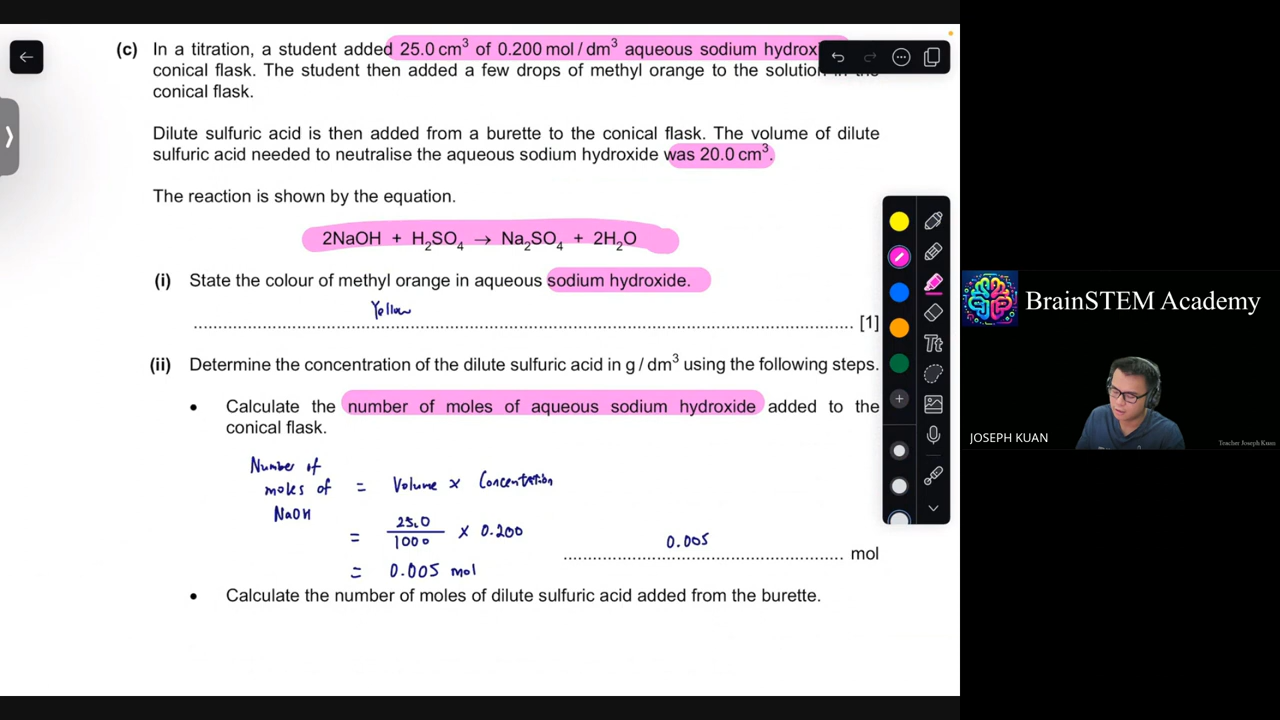 (c) In a titration, a student added 25.0 cm³ of 0.200 mol / dm³ aqueous sodium hydrox
conical flask. The student then added a few drops of methyl orange to the solution in the
conical flask.
Dilute sulfuric acid is then added from a burette to the conical flask. The volume of dilute
sulfuric acid needed to neutralise the aqueous sodium hydroxide was 20.0 cm³.
The reaction is shown by the equation.
2NaOH + H₂SO₄ → Na₂SO₄ + 2H₂O
(i) State the colour of methyl orange in aqueous sodium hydroxide.
Yellow
[1]
(ii) Determine the concentration of the dilute sulfuric acid in g / dm³ using the following steps.
• Calculate the number of moles of aqueous sodium hydroxide added to the
conical flask.
Number of
moles of = Volume × Concentration
NaOH
= 25.0 / 1000 × 0.200
0.005 mol
= 0.005 mol
• Calculate the number of moles of dilute sulfuric acid added from the burette.
Tt
BrainSTEM Academy
JOSEPH KUAN
Teacher Joseph Kuan